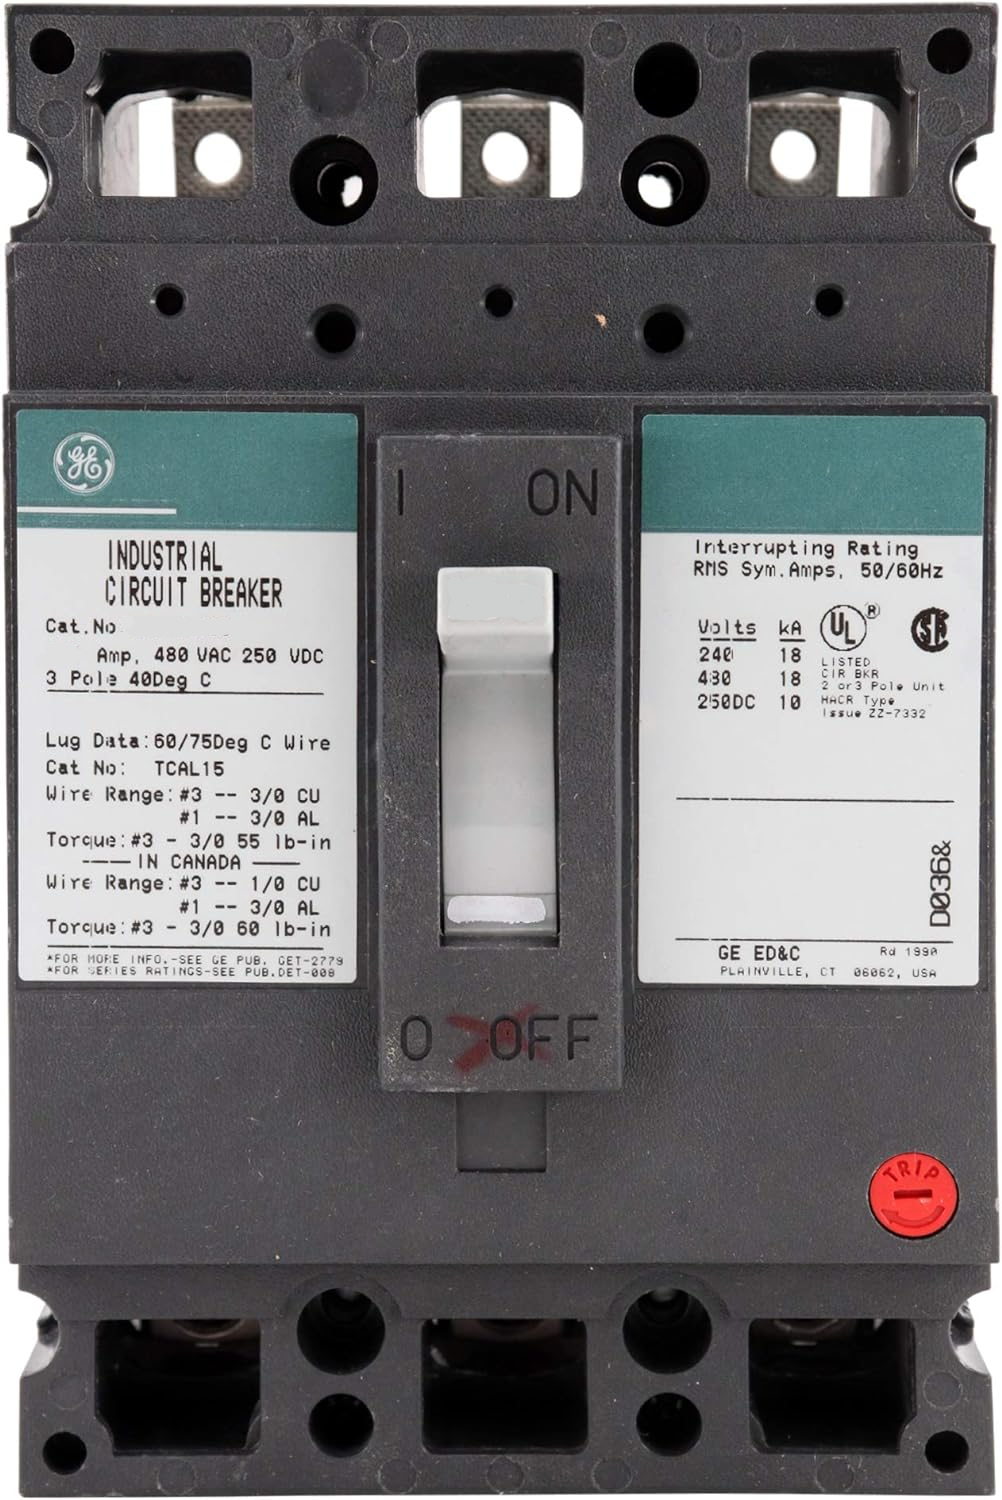 GE
INDUSTRIAL
CIRCUIT BREAKER
Cat.No
Amp, 480 VAC 250 VDC
3 Pole 40Deg C
Lug Data:60/75Deg C Wire
Cat No: TCAL15
Wire Range:#3 -- 3/0 CU
#1 -- 3/0 AL
Torque:#3 - 3/0 55 lb-in
IN CANADA
Wire Range:#3 -- 1/0 CU
#1 -- 3/0 AL
Torque:#3 - 3/0 60 lb-in
*FOR MORE INFO.-SEE GE PUB. GET-2779
*FOR SERIES RATINGS-SEE PUB.DET-008
I ON
O OFF
Interrupting Rating
RMS Sym.Amps, 50/60Hz
Volts kA
240 18
480 18
250DC 10
UL ®
LISTED
CIR BKR
2 or3 Pole Unit
HACR Type
Issue ZZ-7332
SA
D036&
GE ED&C Rd 1990
PLAINVILLE, CT 06062, USA
TRIP